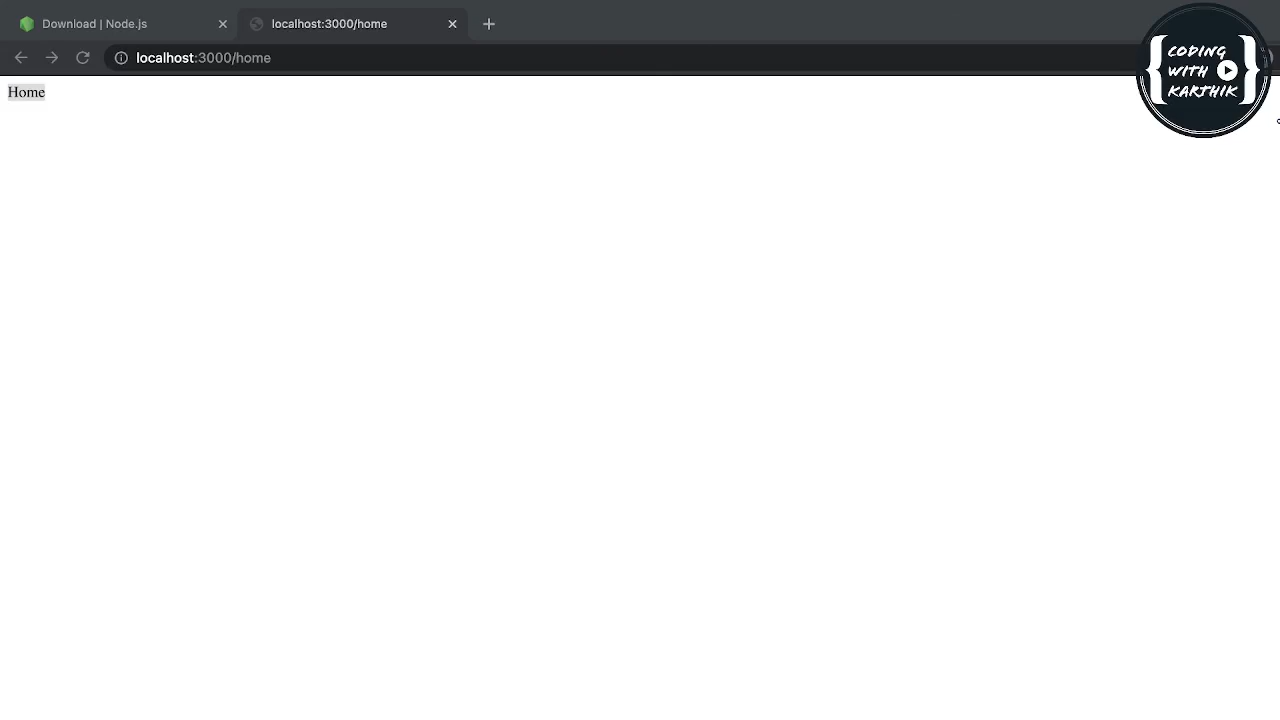 Download | Node.js
localhost:3000/home
localhost:3000/home
Home
CODING
WITH
KARTHIK